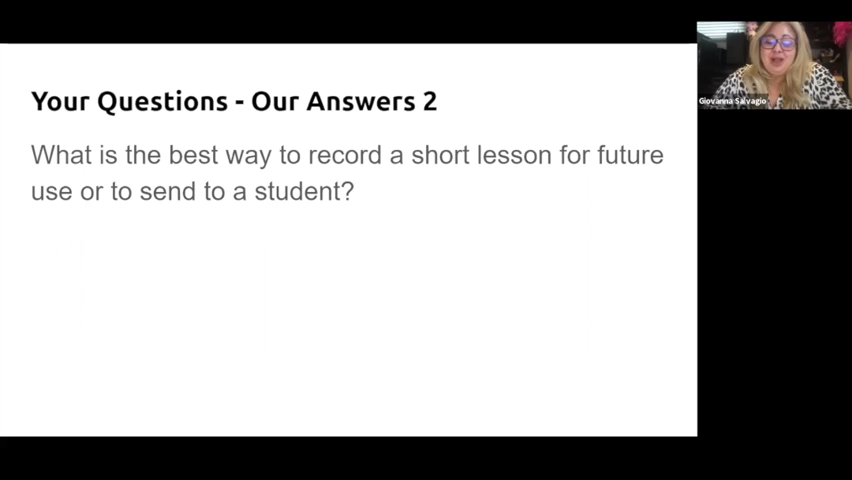 Your Questions - Our Answers 2
What is the best way to record a short lesson for future
use or to send to a student?
Giovanna Salvagio